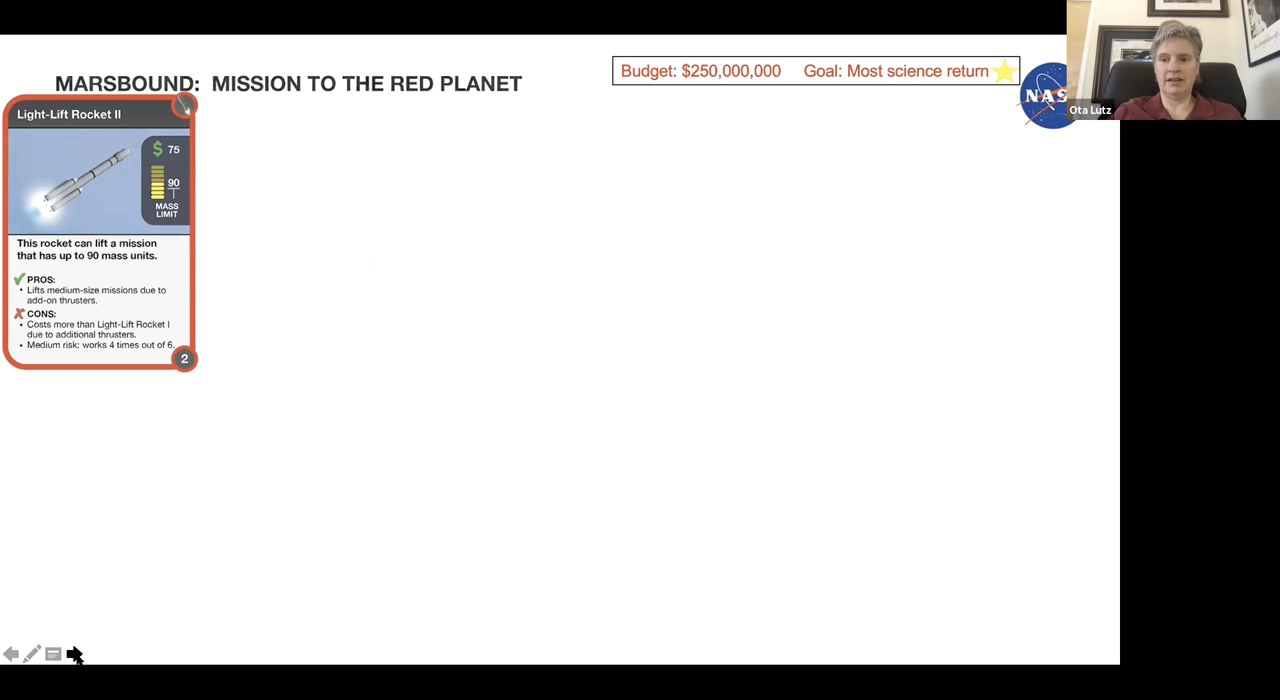 MARSBOUND: MISSION TO THE RED PLANET
Budget: $250,000,000 Goal: Most science return
NASA
Ota Lutz
Light-Lift Rocket II
$ 75
90
MASS
LIMIT
This rocket can lift a mission
that has up to 90 mass units.
PROS:
• Lifts medium-size missions due to
add-on thrusters.
CONS:
• Costs more than Light-Lift Rocket I
due to additional thrusters.
• Medium risk: works 4 times out of 6.
2